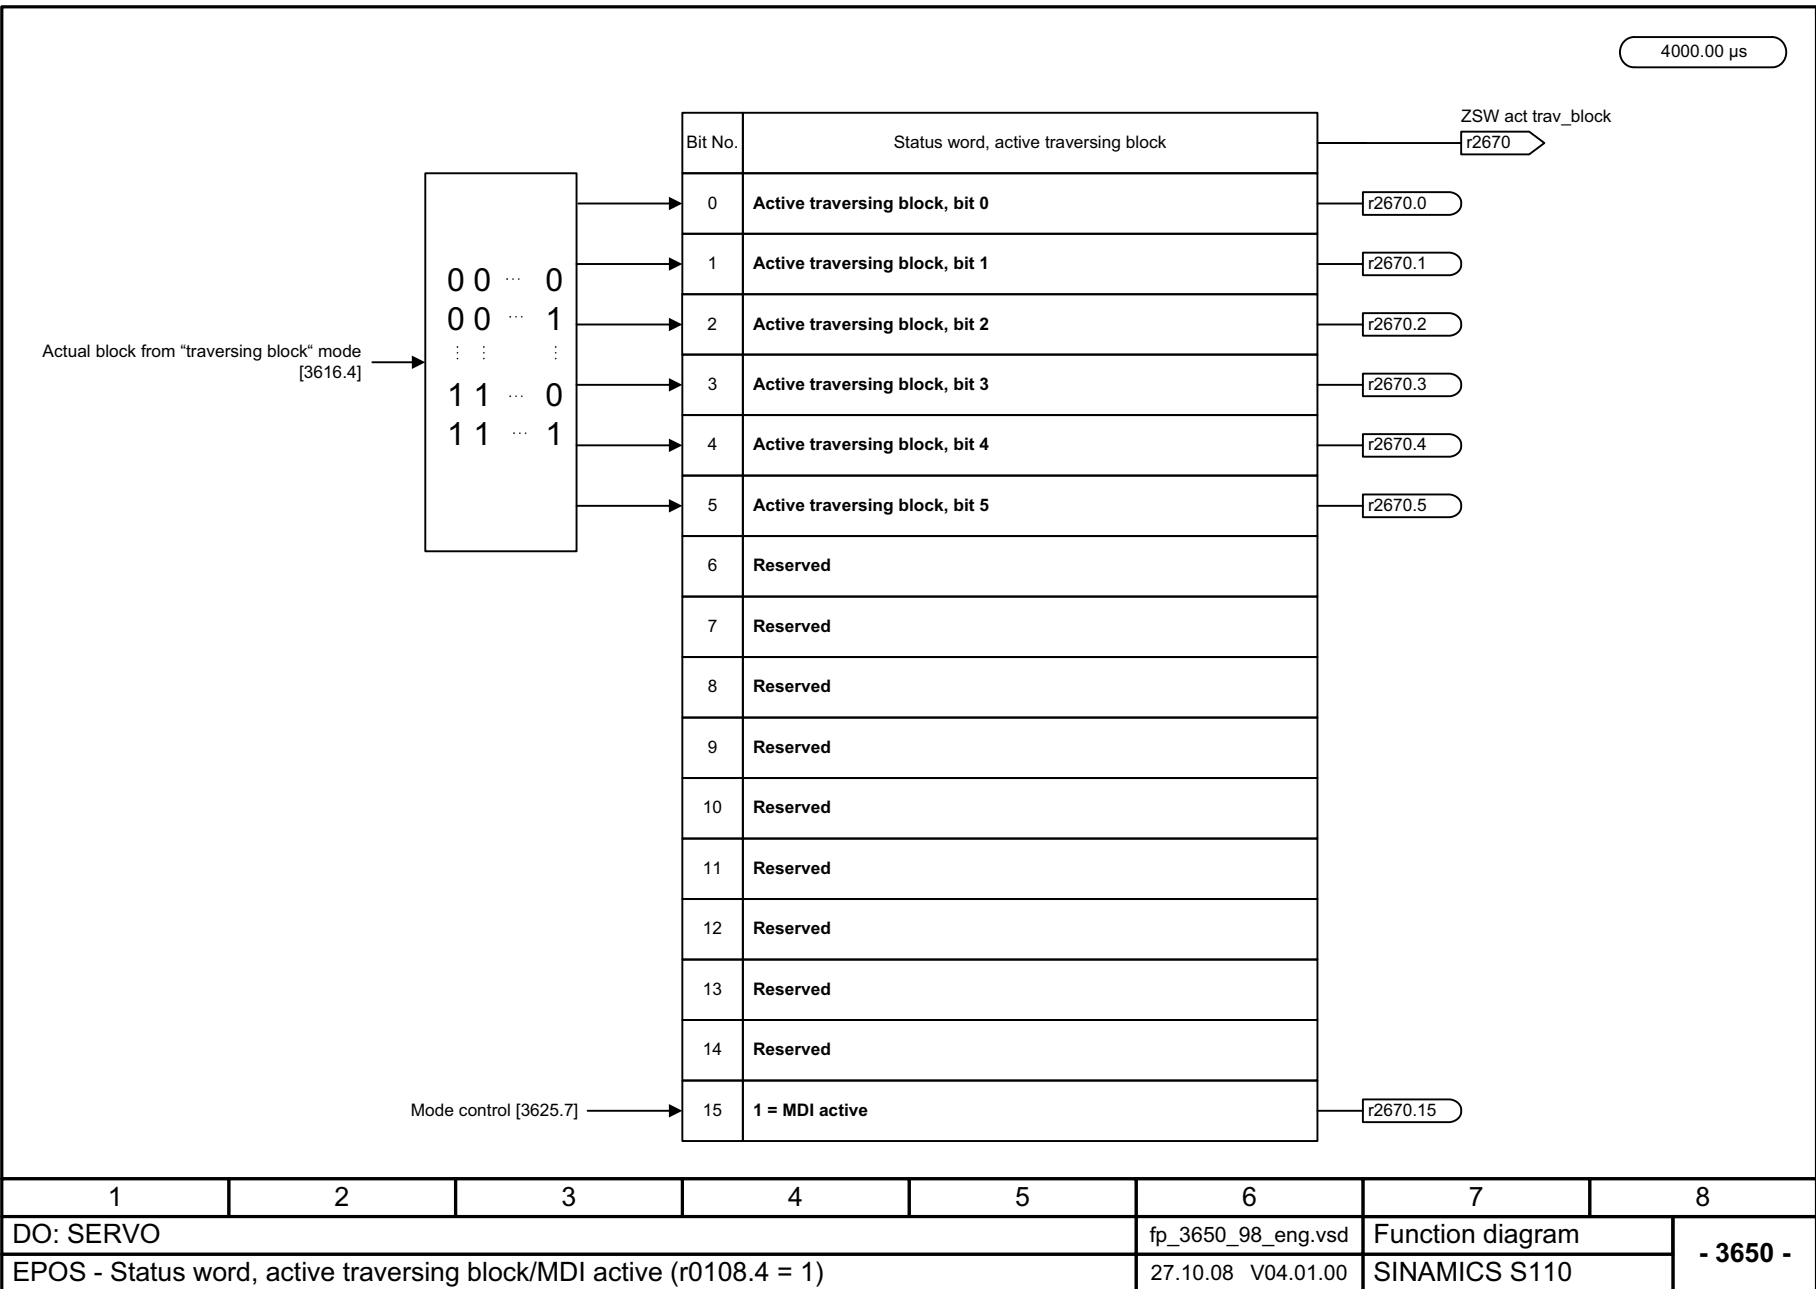 4000.00 µs
ZSW act trav_block
Bit No. Status word, active traversing block r2670
0 Active traversing block, bit 0 r2670.0
1 Active traversing block, bit 1 r2670.1
2 Active traversing block, bit 2 r2670.2
3 Active traversing block, bit 3 r2670.3
4 Active traversing block, bit 4 r2670.4
5 Active traversing block, bit 5 r2670.5
0 0 ... 0
0 0 ... 1
⋮ ⋮ ⋮
1 1 ... 0
1 1 ... 1
Actual block from “traversing block“ mode
[3616.4]
6 Reserved
7 Reserved
8 Reserved
9 Reserved
10 Reserved
11 Reserved
12 Reserved
13 Reserved
14 Reserved
Mode control [3625.7] 15 1 = MDI active r2670.15
1 2 3 4 5 6 7 8
DO: SERVO fp_3650_98_eng.vsd Function diagram
- 3650 -
EPOS - Status word, active traversing block/MDI active (r0108.4 = 1) 27.10.08 V04.01.00 SINAMICS S110